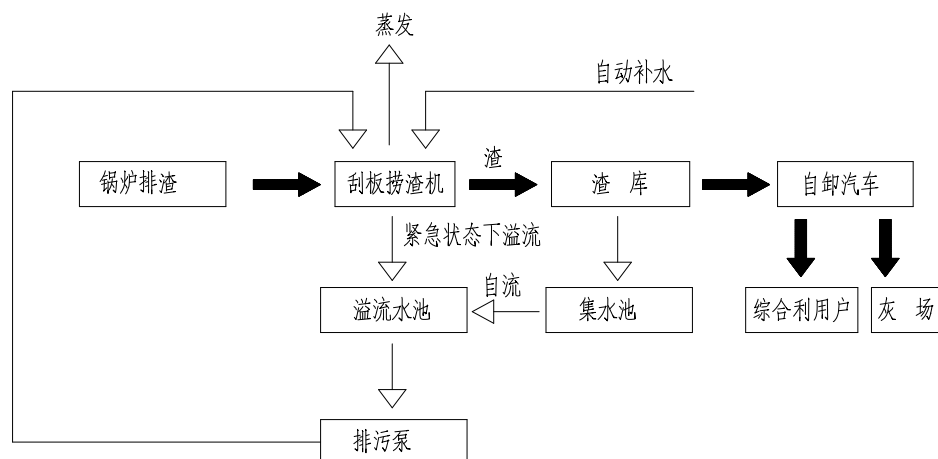 蒸发
自动补水
锅炉排渣
刮板捞渣机
渣
渣 库
自卸汽车
紧急状态下溢流
溢流水池
自流
集水池
综合利用户
灰 场
排污泵